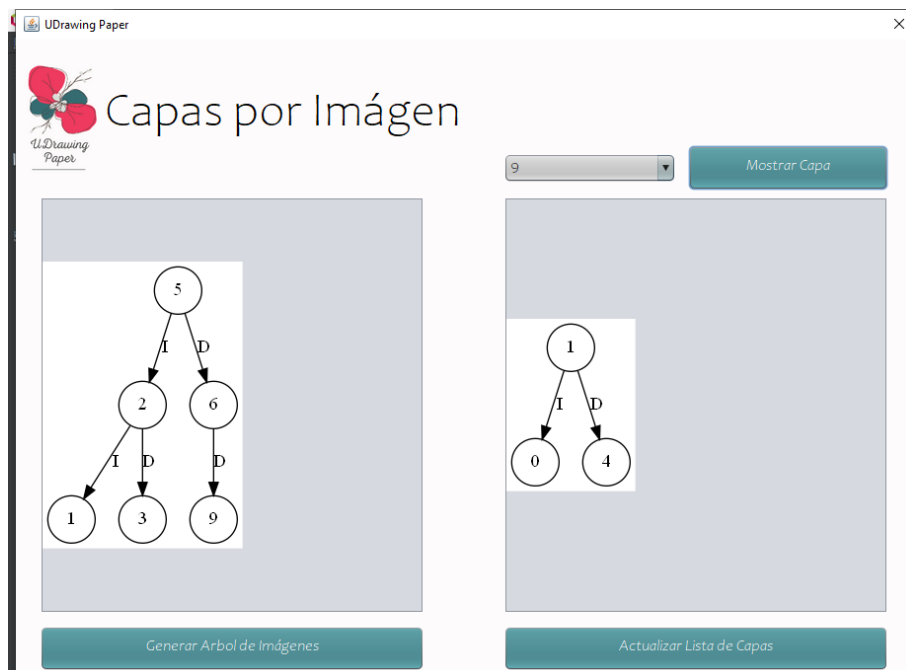 UDrawing Paper
UDrawing
Paper
Capas por Imágen
9
Mostrar Capa
5
I D
2 6
I D D
1 3 9
1
I D
0 4
Generar Arbol de Imágenes
Actualizar Lista de Capas